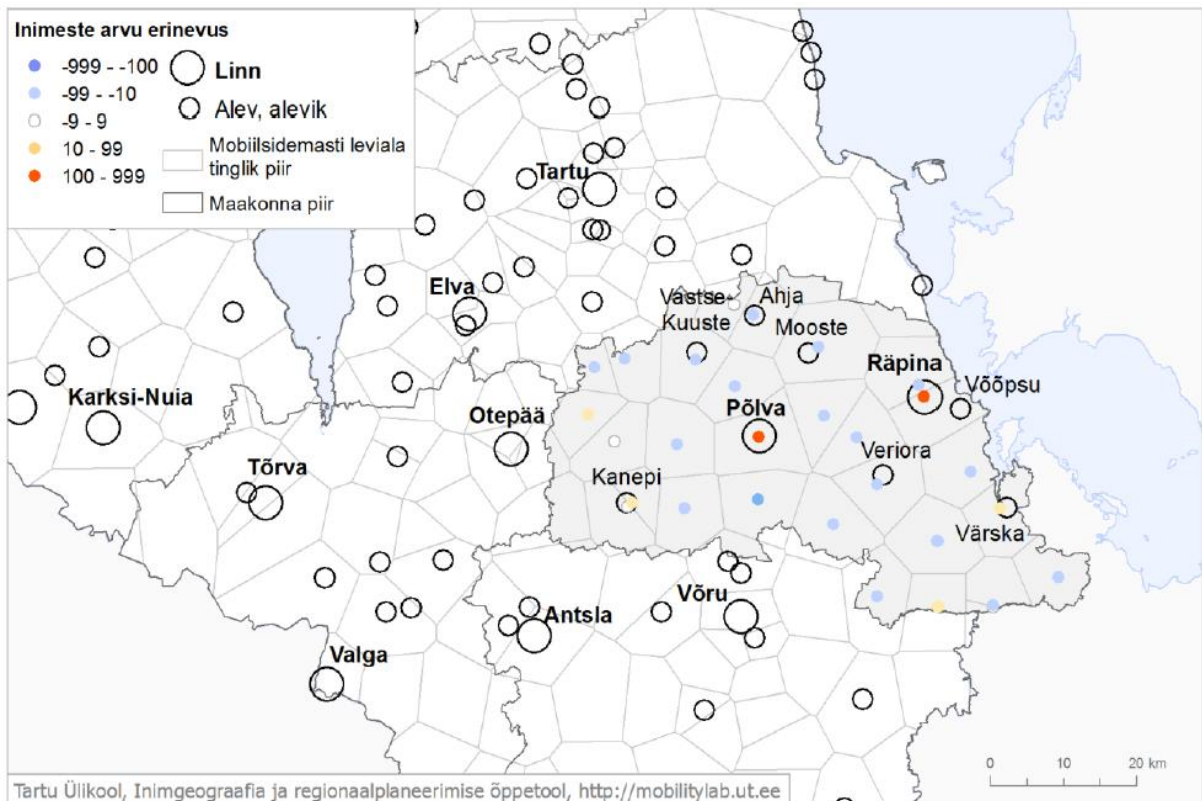 Inimeste arvu erinevus
-999 - -100
-99 - -10
-9 - 9
10 - 99
100 - 999
Linn
Alev, alevik
Mobiilsidemasti leviala
tinglik piir
Maakonna piir
Tartu
Elva
Vastse-
Kuuste
Ahja
Mooste
Räpina
Võõpsu
Karksi-Nuia
Otepää
Põlva
Veriora
Tõrva
Kanepi
Värska
Antsla
Võru
Valga
0 10 20 km
Tartu Ülikool, Inimgeograafia ja regionaalplaneerimise õppetool, http://mobilitylab.ut.ee